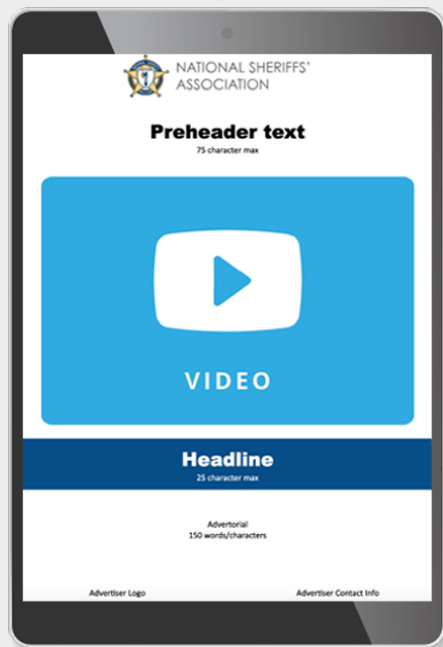 NATIONAL SHERIFFS'
ASSOCIATION
Preheader text
75 character max
VIDEO
Headline
25 character max
Advertorial
150 words/characters
Advertiser Logo
Advertiser Contact Info